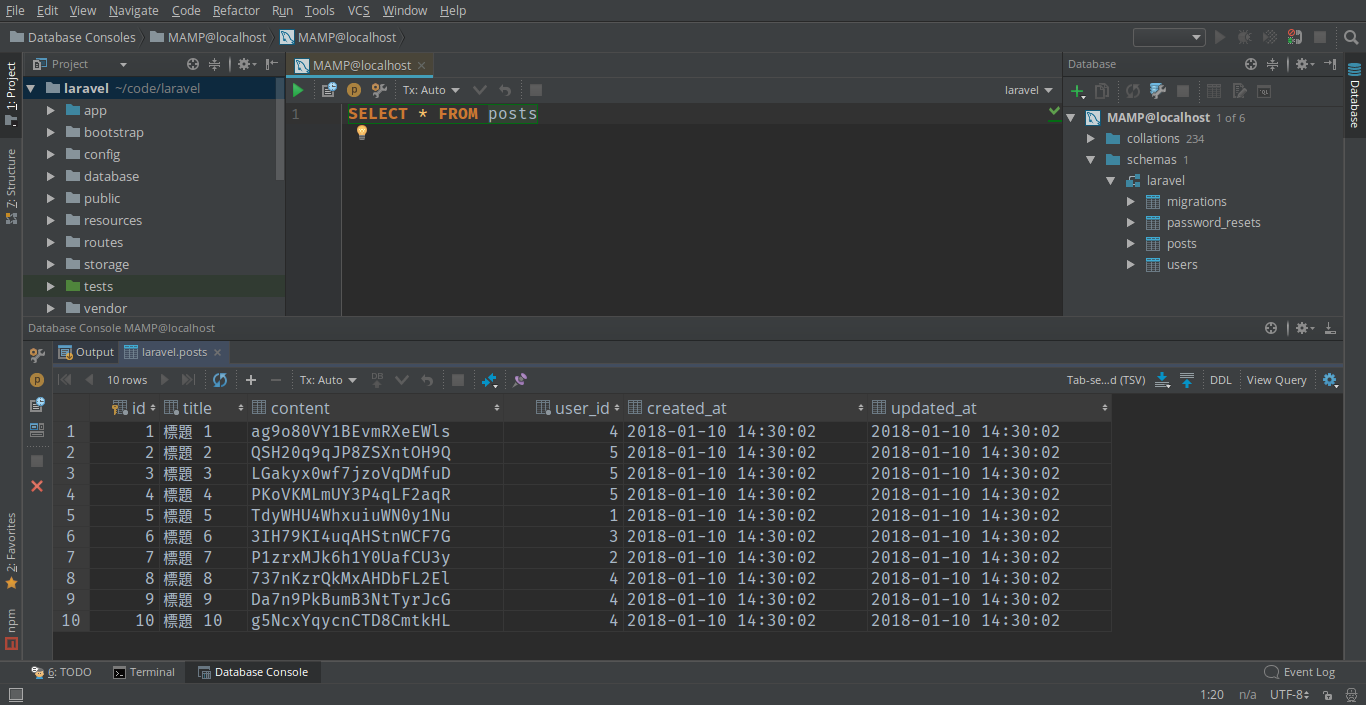 File Edit View Navigate Code Refactor Run Tools VCS Window Help
Database Consoles MAMP@localhost MAMP@localhost
1: Project
7: Structure
2: Favorites
npm
Project
laravel ~/code/laravel
app
bootstrap
config
database
public
resources
routes
storage
tests
vendor
MAMP@localhost
Tx: Auto laravel
1 SELECT * FROM posts
Database
MAMP@localhost 1 of 6
collations 234
schemas 1
laravel
migrations
password_resets
posts
users
Database
Database Console MAMP@localhost
Output laravel.posts
10 rows Tx: Auto DB Tab-se...d (TSV) DDL View Query
id title content user_id created_at updated_at
1 1 標題 1 ag9o80VY1BEvmRXeEWls 4 2018-01-10 14:30:02 2018-01-10 14:30:02
2 2 標題 2 QSH20q9qJP8ZSXntOH9Q 5 2018-01-10 14:30:02 2018-01-10 14:30:02
3 3 標題 3 LGakyx0wf7jzoVqDMfuD 5 2018-01-10 14:30:02 2018-01-10 14:30:02
4 4 標題 4 PKoVKMLmUY3P4qLF2aqR 5 2018-01-10 14:30:02 2018-01-10 14:30:02
5 5 標題 5 TdyWHU4WhxuiuWN0y1Nu 1 2018-01-10 14:30:02 2018-01-10 14:30:02
6 6 標題 6 3IH79KI4uqAHStnWCF7G 3 2018-01-10 14:30:02 2018-01-10 14:30:02
7 7 標題 7 P1zrxMJk6h1Y0UafCU3y 2 2018-01-10 14:30:02 2018-01-10 14:30:02
8 8 標題 8 737nKzrQkMxAHDbFL2El 4 2018-01-10 14:30:02 2018-01-10 14:30:02
9 9 標題 9 Da7n9PkBumB3NtTyrJcG 4 2018-01-10 14:30:02 2018-01-10 14:30:02
10 10 標題 10 g5NcxYqycnCTD8CmtkHL 4 2018-01-10 14:30:02 2018-01-10 14:30:02
6: TODO Terminal Database Console Event Log
1:20 n/a UTF-8